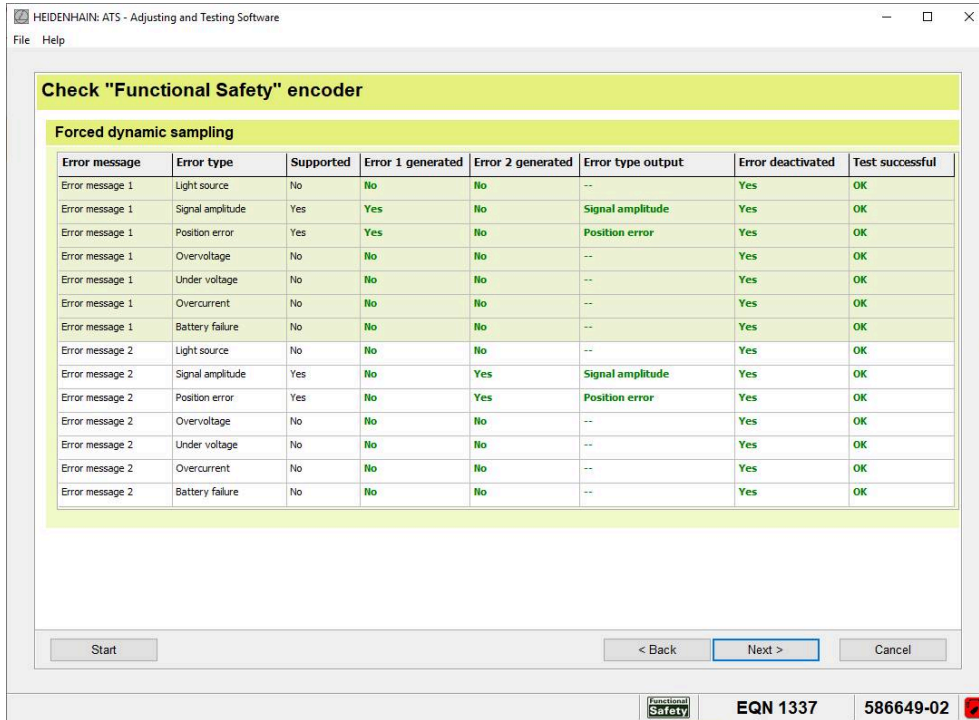 HEIDENHAIN: ATS - Adjusting and Testing Software
File Help
Check "Functional Safety" encoder
Forced dynamic sampling
Error message Error type Supported Error 1 generated Error 2 generated Error type output Error deactivated Test successful
Error message 1 Light source No No No -- Yes OK
Error message 1 Signal amplitude Yes Yes No Signal amplitude Yes OK
Error message 1 Position error Yes Yes No Position error Yes OK
Error message 1 Overvoltage No No No -- Yes OK
Error message 1 Under voltage No No No -- Yes OK
Error message 1 Overcurrent No No No -- Yes OK
Error message 1 Battery failure No No No -- Yes OK
Error message 2 Light source No No No -- Yes OK
Error message 2 Signal amplitude Yes No Yes Signal amplitude Yes OK
Error message 2 Position error Yes No Yes Position error Yes OK
Error message 2 Overvoltage No No No -- Yes OK
Error message 2 Under voltage No No No -- Yes OK
Error message 2 Overcurrent No No No -- Yes OK
Error message 2 Battery failure No No No -- Yes OK
Start < Back Next > Cancel
Functional
Safety EQN 1337 586649-02